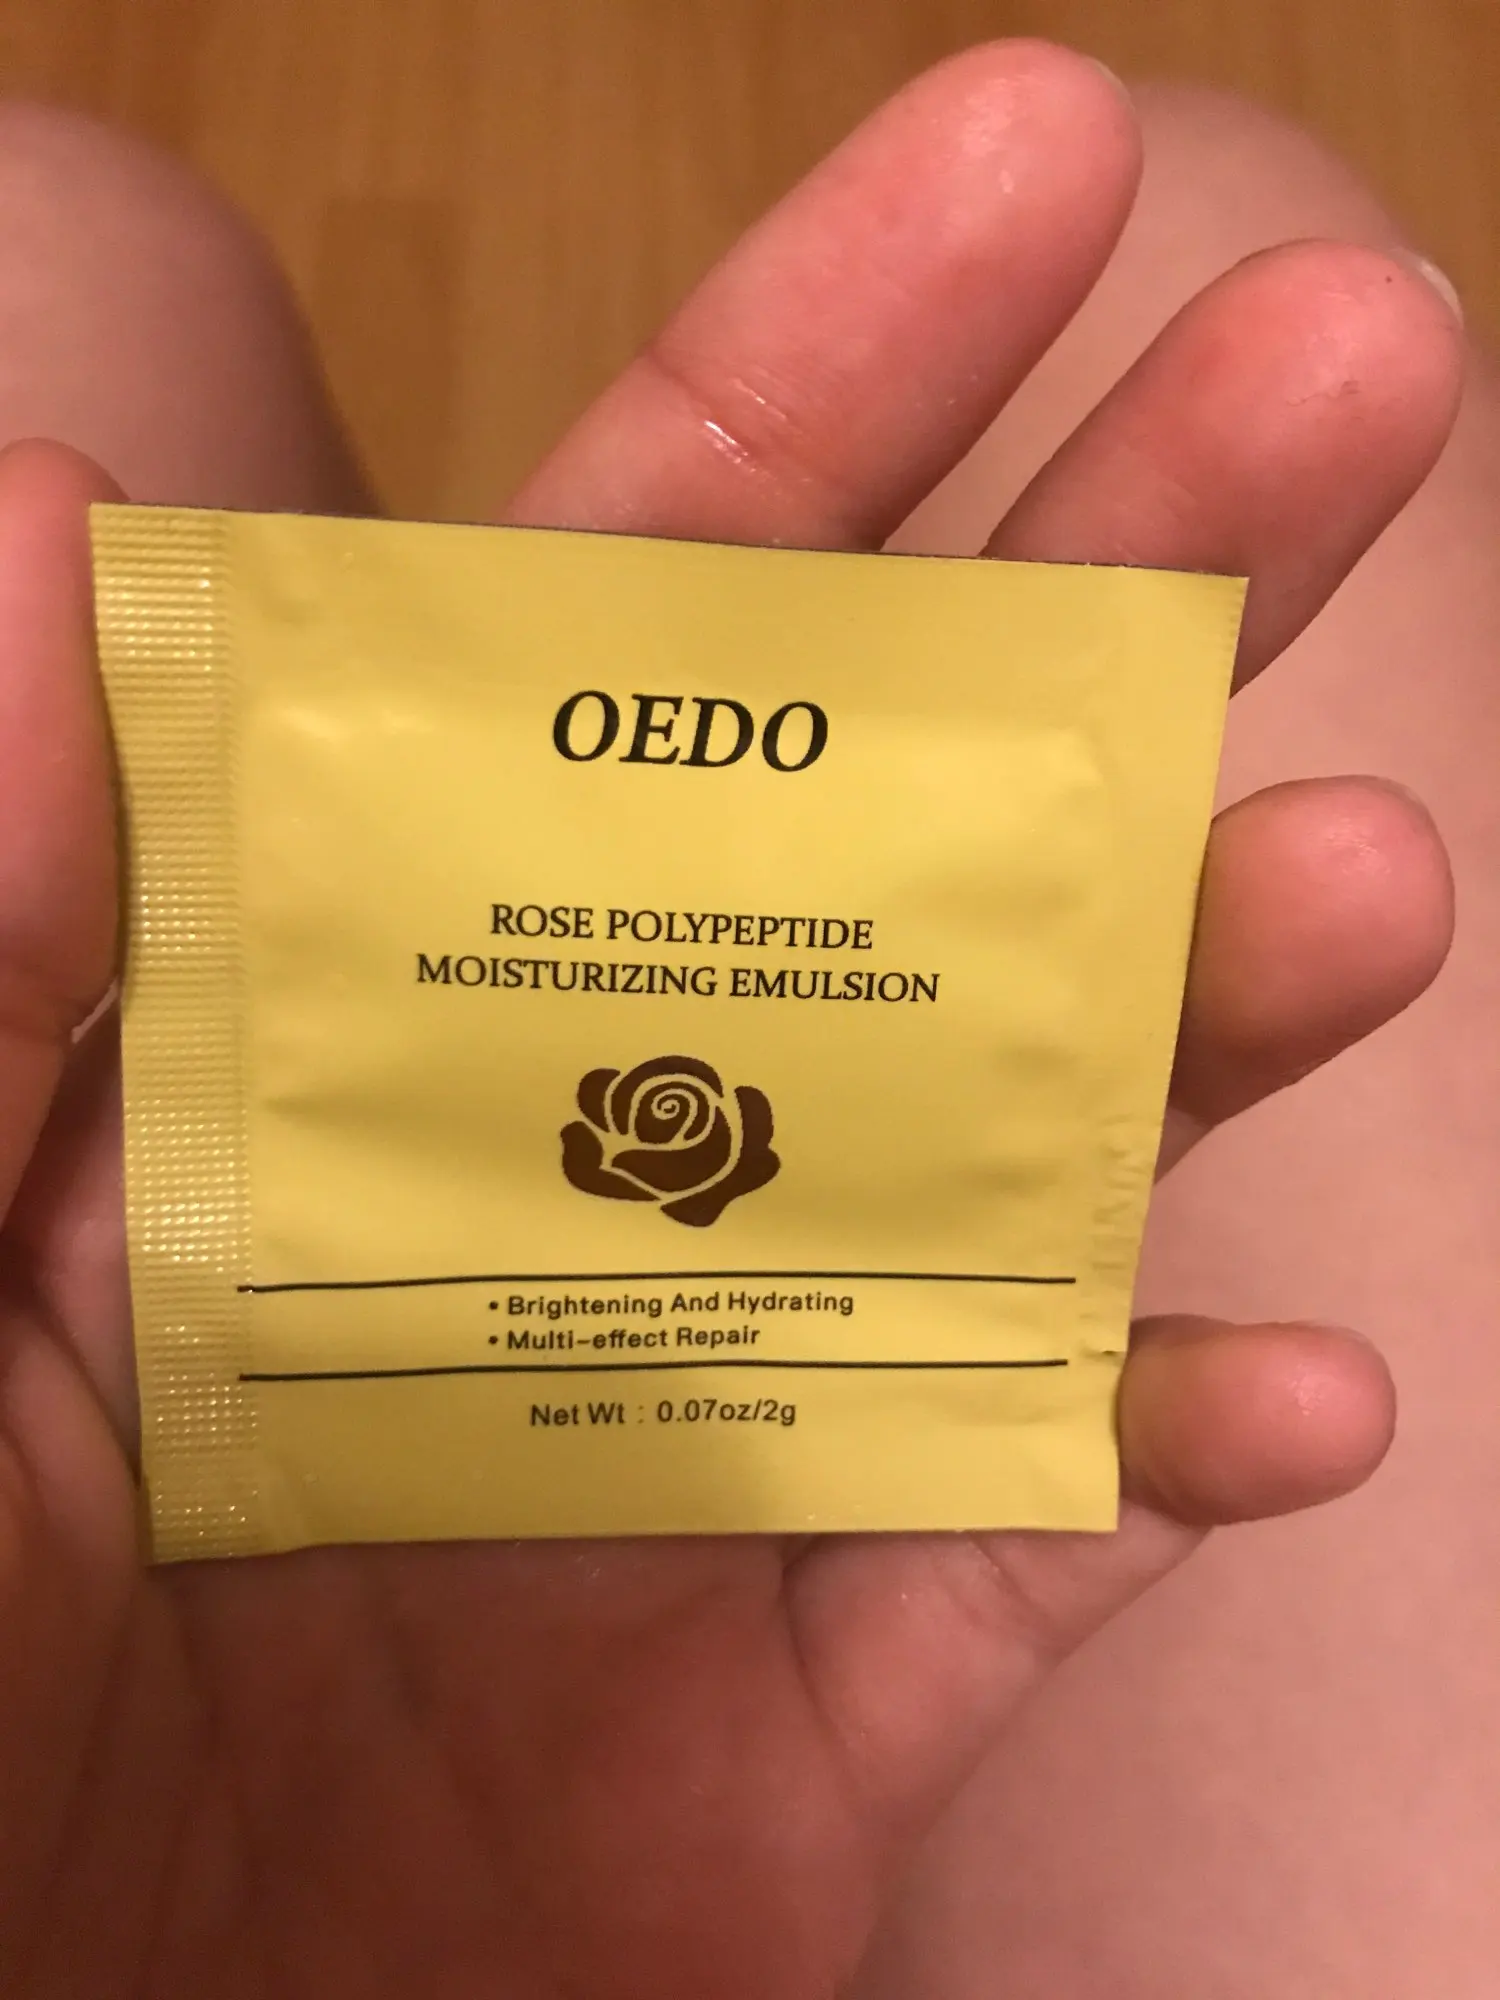 OEDO
ROSE POLYPEPTIDE
MOISTURIZING EMULSION
• Brightening And Hydrating
• Multi-effect Repair
Net Wt : 0.07oz/2g